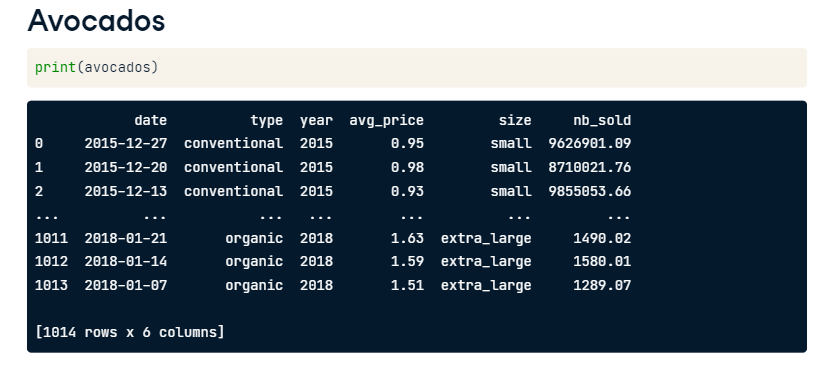 Avocados
print(avocados)
date type year avg_price size nb_sold
0 2015-12-27 conventional 2015 0.95 small 9626901.09
1 2015-12-20 conventional 2015 0.98 small 8710021.76
2 2015-12-13 conventional 2015 0.93 small 9855053.66
... ... ... ... ... ... ...
1011 2018-01-21 organic 2018 1.63 extra_large 1490.02
1012 2018-01-14 organic 2018 1.59 extra_large 1580.01
1013 2018-01-07 organic 2018 1.51 extra_large 1289.07
[1014 rows x 6 columns]